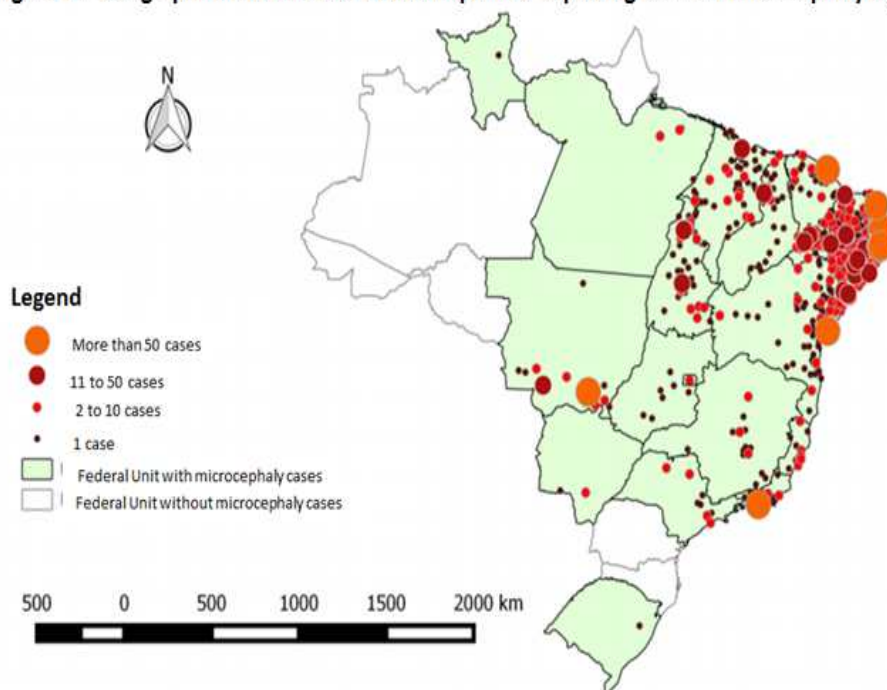 N
Legend
More than 50 cases
11 to 50 cases
2 to 10 cases
1 case
Federal Unit with microcephaly cases
Federal Unit without microcephaly cases
500 0 500 1000 1500 2000 km